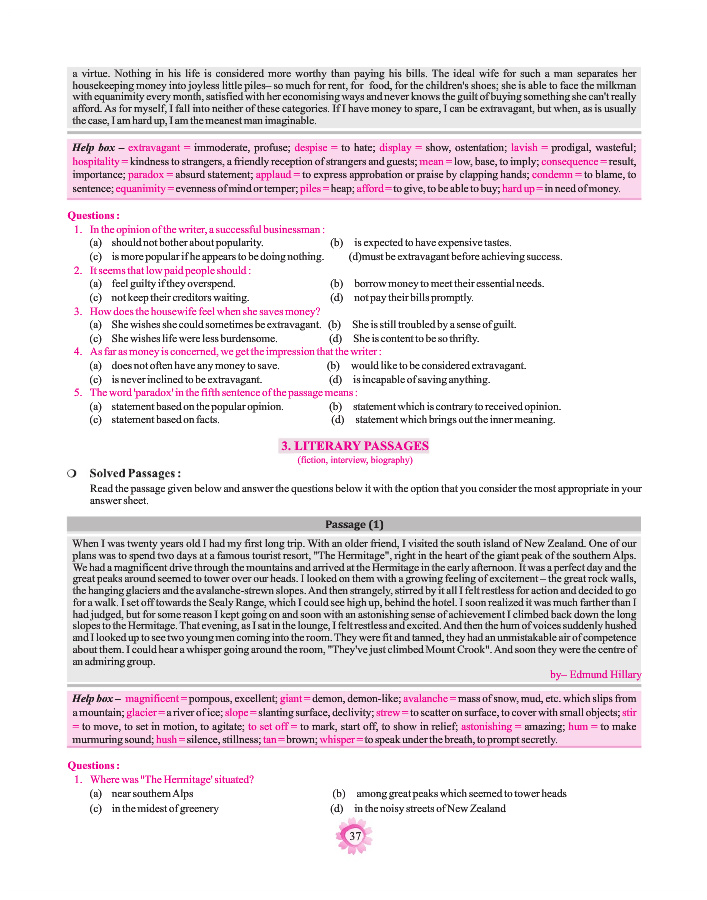 a virtue. Nothing in his life is considered more worthy than paying his bills. The ideal wife for such a man separates her
housekeeping money into joyless little piles– so much for rent, for food, for the children's shoes; she is able to face the milkman
with equanimity every month, satisfied with her economising ways and never knows the guilt of buying something she can't really
afford. As for myself, I fall into neither of these categories. If I have money to spare, I can be extravagant, but when, as is usually
the case, I am hard up, I am the meanest man imaginable.
Help box – extravagant = immoderate, profuse; despise = to hate; display = show, ostentation; lavish = prodigal, wasteful;
hospitality = kindness to strangers, a friendly reception of strangers and guests; mean = low, base, to imply; consequence = result,
importance; paradox = absurd statement; applaud = to express approbation or praise by clapping hands; condemn = to blame, to
sentence; equanimity = evenness of mind or temper; piles = heap; afford = to give, to be able to buy; hard up = in need of money.
Questions :
1. In the opinion of the writer, a successful businessman :
(a) should not bother about popularity. (b) is expected to have expensive tastes.
(c) is more popular if he appears to be doing nothing. (d)must be extravagant before achieving success.
2. It seems that low paid people should :
(a) feel guilty if they overspend. (b) borrow money to meet their essential needs.
(c) not keep their creditors waiting. (d) not pay their bills promptly.
3. How does the housewife feel when she saves money?
(a) She wishes she could sometimes be extravagant. (b) She is still troubled by a sense of guilt.
(c) She wishes life were less burdensome. (d) She is content to be so thrifty.
4. As far as money is concerned, we get the impression that the writer :
(a) does not often have any money to save. (b) would like to be considered extravagant.
(c) is never inclined to be extravagant. (d) is incapable of saving anything.
5. The word 'paradox' in the fifth sentence of the passage means :
(a) statement based on the popular opinion. (b) statement which is contrary to received opinion.
(c) statement based on facts. (d) statement which brings out the inner meaning.
3. LITERARY PASSAGES
(fiction, interview, biography)
❍ Solved Passages :
Read the passage given below and answer the questions below it with the option that you consider the most appropriate in your
answer sheet.
Passage (1)
When I was twenty years old I had my first long trip. With an older friend, I visited the south island of New Zealand. One of our
plans was to spend two days at a famous tourist resort, "The Hermitage", right in the heart of the giant peak of the southern Alps.
We had a magnificent drive through the mountains and arrived at the Hermitage in the early afternoon. It was a perfect day and the
great peaks around seemed to tower over our heads. I looked on them with a growing feeling of excitement – the great rock walls,
the hanging glaciers and the avalanche-strewn slopes. And then strangely, stirred by it all I felt restless for action and decided to go
for a walk. I set off towards the Sealy Range, which I could see high up, behind the hotel. I soon realized it was much farther than I
had judged, but for some reason I kept going on and soon with an astonishing sense of achievement I climbed back down the long
slopes to the Hermitage. That evening, as I sat in the lounge, I felt restless and excited. And then the hum of voices suddenly hushed
and I looked up to see two young men coming into the room. They were fit and tanned, they had an unmistakable air of competence
about them. I could hear a whisper going around the room, "They've just climbed Mount Crook". And soon they were the centre of
an admiring group.
by– Edmund Hillary
Help box – magnificent = pompous, excellent; giant = demon, demon-like; avalanche = mass of snow, mud, etc. which slips from
a mountain; glacier = a river of ice; slope = slanting surface, declivity; strew = to scatter on surface, to cover with small objects; stir
= to move, to set in motion, to agitate; to set off = to mark, start off, to show in relief; astonishing = amazing; hum = to make
murmuring sound; hush = silence, stillness; tan = brown; whisper = to speak under the breath, to prompt secretly.
Questions :
1. Where was 'The Hermitage' situated?
(a) near southern Alps (b) among great peaks which seemed to tower heads
(c) in the midest of greenery (d) in the noisy streets of New Zealand
37